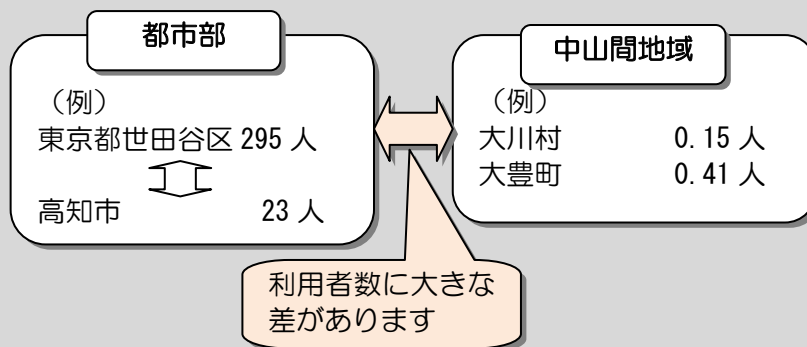 都市部
（例）
東京都世田谷区 295 人
高知市 23 人
中山間地域
（例）
大川村 0.15 人
大豊町 0.41 人
利用者数に大きな
差があります